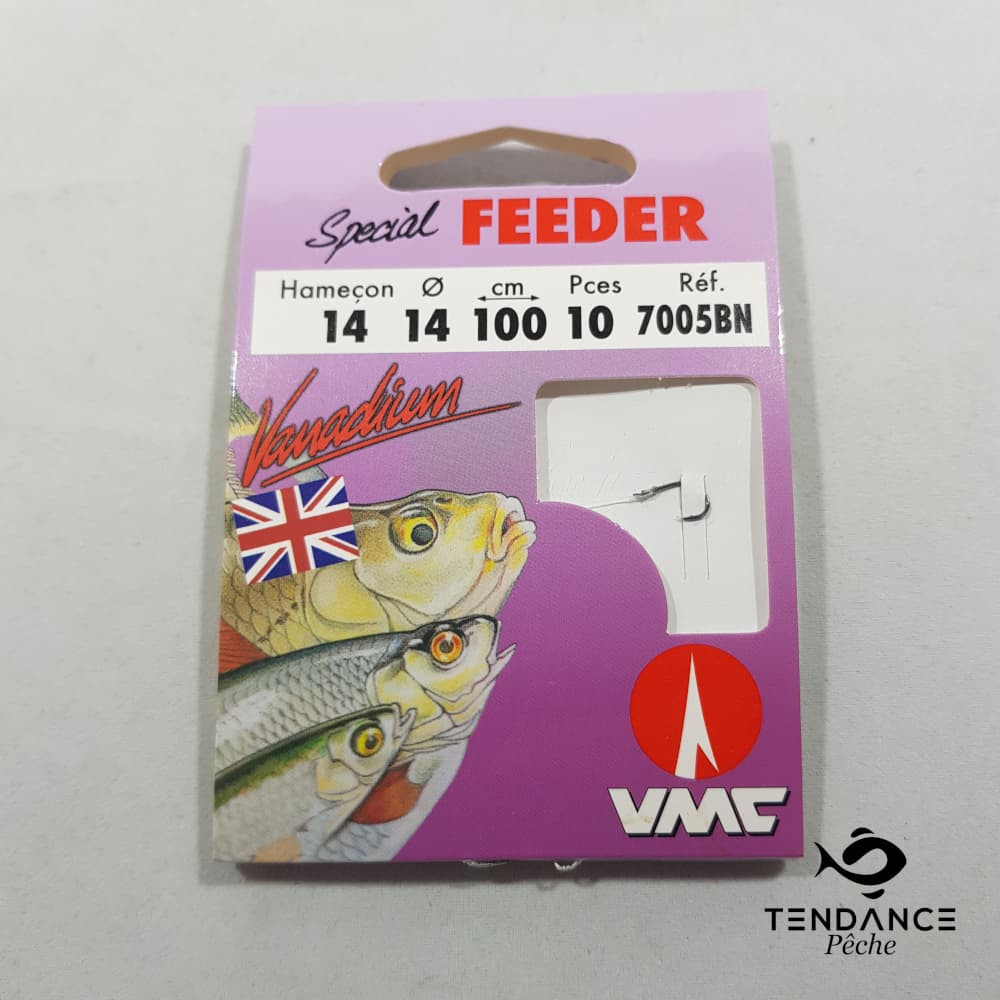 Special FEEDER
Hameçon Ø cm Pces Réf.
14 14 100 10 7005BN
Vanadium
VMC
TENDANCE
Pêche